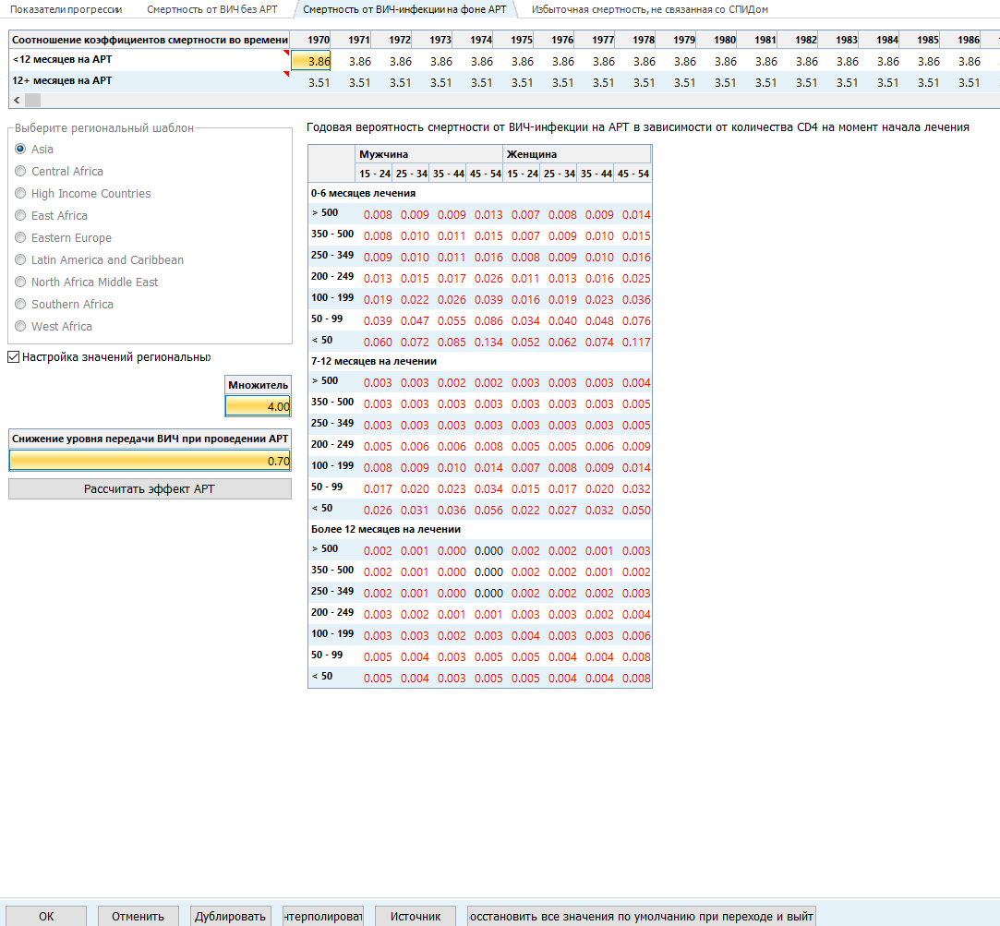 Показатели прогрессии Смертность от ВИЧ без АРТ Смертность от ВИЧ-инфекции на фоне АРТ Избыточная смертность, не связанная со СПИДом
Соотношение коэффициентов смертности во времени 1970 1971 1972 1973 1974 1975 1976 1977 1978 1979 1980 1981 1982 1983 1984 1985 1986
<12 месяцев на АРТ 3.86 3.86 3.86 3.86 3.86 3.86 3.86 3.86 3.86 3.86 3.86 3.86 3.86 3.86 3.86 3.86 3.86
12+ месяцев на АРТ 3.51 3.51 3.51 3.51 3.51 3.51 3.51 3.51 3.51 3.51 3.51 3.51 3.51 3.51 3.51 3.51 3.51
Выберите региональный шаблон
Asia
Central Africa
High Income Countries
East Africa
Eastern Europe
Latin America and Caribbean
North Africa Middle East
Southern Africa
West Africa
Настройка значений региональны
Множитель
4.00
Снижение уровня передачи ВИЧ при проведении АРТ
0.70
Рассчитать эффект АРТ
Годовая вероятность смертности от ВИЧ-инфекции на АРТ в зависимости от количества CD4 на момент начала лечения
Мужчина Женщина
15 - 24 25 - 34 35 - 44 45 - 54 15 - 24 25 - 34 35 - 44 45 - 54
0-6 месяцев лечения
> 500 0.008 0.009 0.009 0.013 0.007 0.008 0.009 0.014
350 - 500 0.008 0.010 0.011 0.015 0.007 0.009 0.010 0.015
250 - 349 0.009 0.010 0.011 0.016 0.008 0.009 0.010 0.016
200 - 249 0.013 0.015 0.017 0.026 0.011 0.013 0.016 0.025
100 - 199 0.019 0.022 0.026 0.039 0.016 0.019 0.023 0.036
50 - 99 0.039 0.047 0.055 0.086 0.034 0.040 0.048 0.076
< 50 0.060 0.072 0.085 0.134 0.052 0.062 0.074 0.117
7-12 месяцев на лечении
> 500 0.003 0.003 0.002 0.002 0.003 0.003 0.003 0.004
350 - 500 0.003 0.003 0.003 0.003 0.003 0.003 0.003 0.005
250 - 349 0.003 0.003 0.003 0.003 0.003 0.003 0.003 0.005
200 - 249 0.005 0.006 0.006 0.008 0.005 0.005 0.006 0.009
100 - 199 0.008 0.009 0.010 0.014 0.007 0.008 0.009 0.014
50 - 99 0.017 0.020 0.023 0.034 0.015 0.017 0.020 0.032
< 50 0.026 0.031 0.036 0.056 0.022 0.027 0.032 0.050
Более 12 месяцев на лечении
> 500 0.002 0.001 0.000 0.000 0.002 0.002 0.001 0.003
350 - 500 0.002 0.001 0.000 0.000 0.002 0.002 0.001 0.002
250 - 349 0.002 0.001 0.000 0.000 0.002 0.002 0.002 0.003
200 - 249 0.003 0.002 0.001 0.001 0.003 0.003 0.002 0.004
100 - 199 0.003 0.003 0.002 0.003 0.004 0.003 0.003 0.006
50 - 99 0.005 0.004 0.003 0.005 0.005 0.004 0.004 0.008
< 50 0.005 0.004 0.003 0.005 0.005 0.004 0.004 0.008
ОК Отменить Дублировать нтерполироват Источник осстановить все значения по умолчанию при переходе и выйт